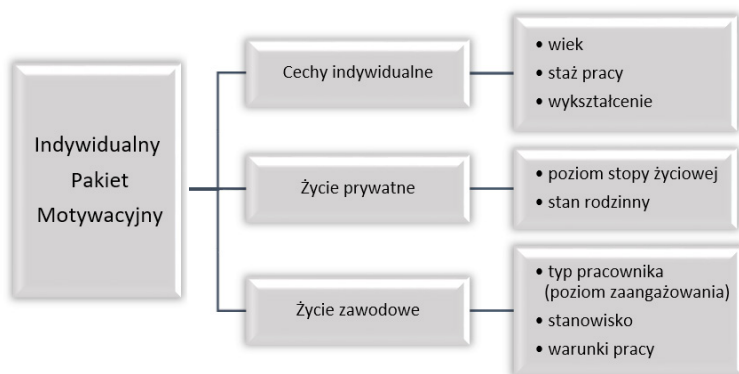 Indywidualny
Pakiet
Motywacyjny
Cechy indywidualne
• wiek
• staż pracy
• wykształcenie
Życie prywatne
• poziom stopy życiowej
• stan rodzinny
Życie zawodowe
• typ pracownika
(poziom zaangażowania)
• stanowisko
• warunki pracy